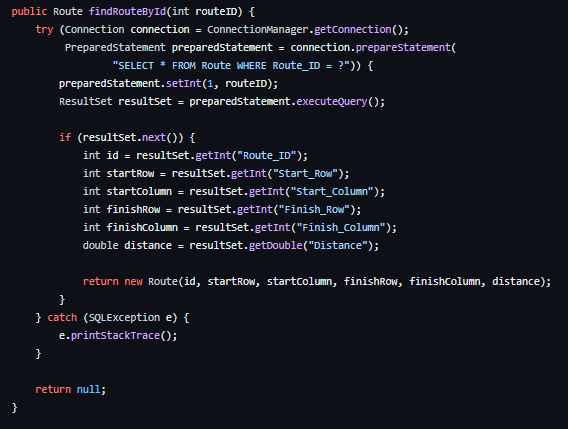 public Route findRouteById(int routeID) {
    try (Connection connection = ConnectionManager.getConnection();
         PreparedStatement preparedStatement = connection.prepareStatement(
                 "SELECT * FROM Route WHERE Route_ID = ?")) {
        preparedStatement.setInt(1, routeID);
        ResultSet resultSet = preparedStatement.executeQuery();

        if (resultSet.next()) {
            int id = resultSet.getInt("Route_ID");
            int startRow = resultSet.getInt("Start_Row");
            int startColumn = resultSet.getInt("Start_Column");
            int finishRow = resultSet.getInt("Finish_Row");
            int finishColumn = resultSet.getInt("Finish_Column");
            double distance = resultSet.getDouble("Distance");

            return new Route(id, startRow, startColumn, finishRow, finishColumn, distance);
        }
    } catch (SQLException e) {
        e.printStackTrace();
    }

    return null;
}